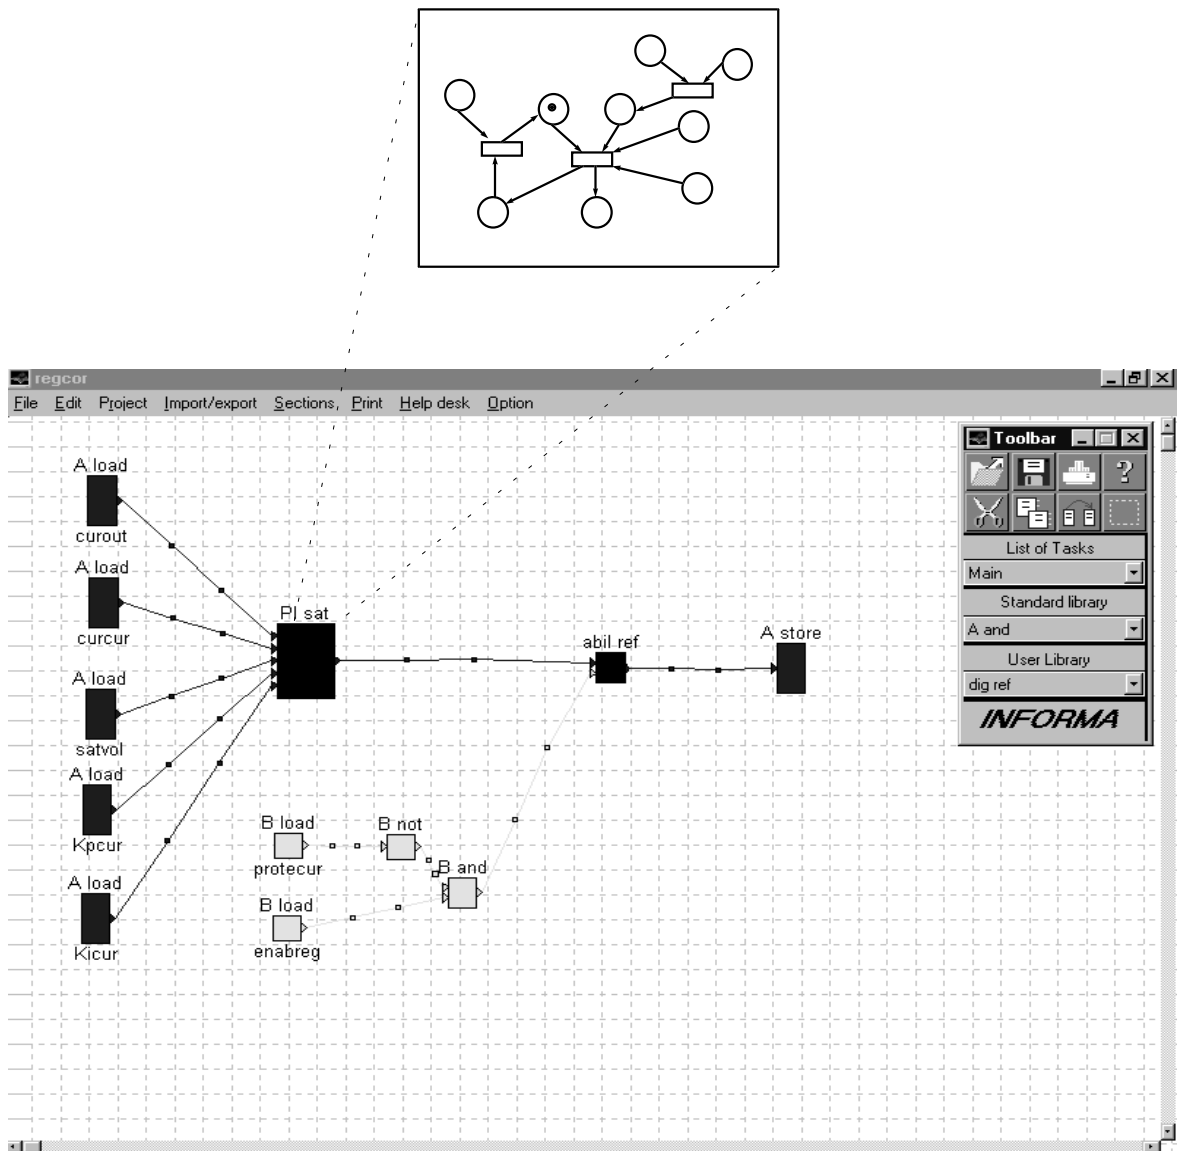 regcor
File Edit Project Import/export Sections, Print Help desk Option
Toolbar
?
List of Tasks
Main
Standard library
A and
User Library
dig ref
INFORMA
A load
curout
A load
curcur
A load
satvol
A load
Kpcur
A load
Kicur
PI sat
abil ref
A store
B load
protecur
B not
B and
B load
enabreg